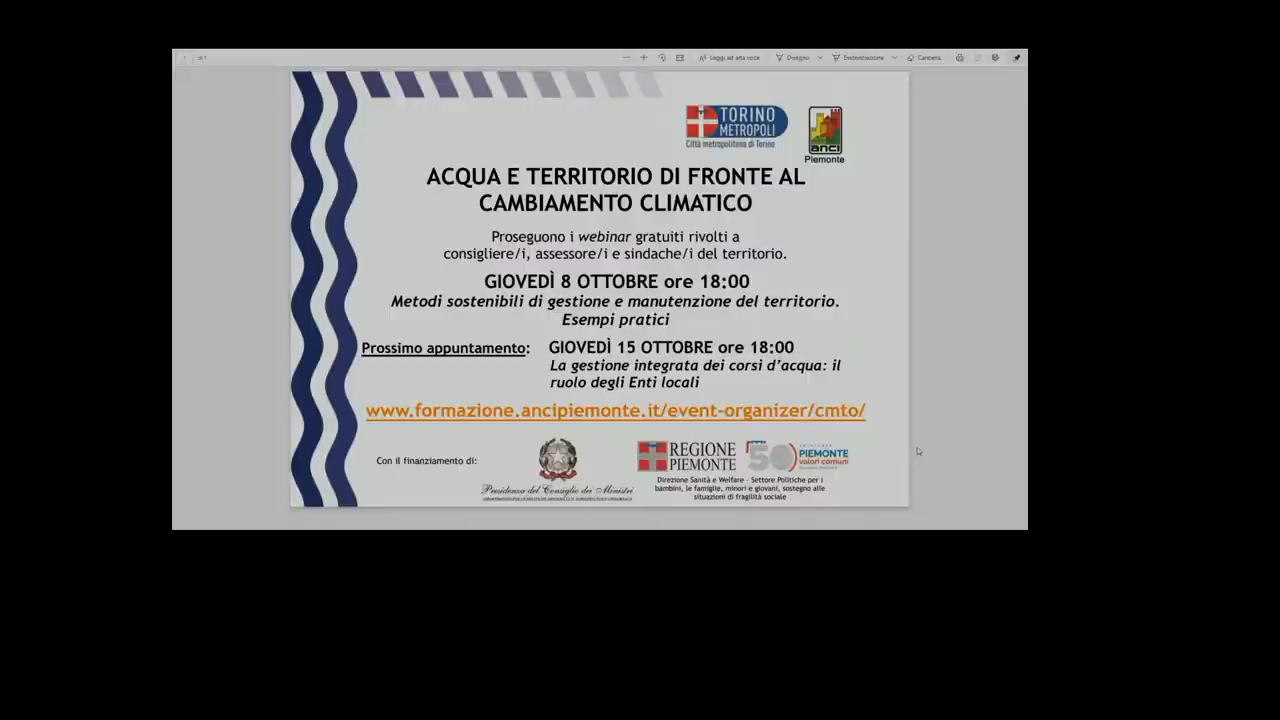 Leggi ad alta voce
Disegno
Evidenziazione
Cancella
TORINO
METROPOLI
Città metropolitana di Torino
anci
Piemonte
ACQUA E TERRITORIO DI FRONTE AL
CAMBIAMENTO CLIMATICO
Proseguono i webinar gratuiti rivolti a
consigliere/i, assessore/i e sindache/i del territorio.
GIOVEDÌ 8 OTTOBRE ore 18:00
Metodi sostenibili di gestione e manutenzione del territorio.
Esempi pratici
Prossimo appuntamento: GIOVEDÌ 15 OTTOBRE ore 18:00
La gestione integrata dei corsi d'acqua: il
ruolo degli Enti locali
www.formazione.ancipiemonte.it/event-organizer/cmto/
Con il finanziamento di:
Presidenza del Consiglio dei Ministri
REGIONE
PIEMONTE
50
PIEMONTE
valori comuni
Direzione Sanità e Welfare - Settore Politiche per i
bambini, le famiglie, minori e giovani, sostegno alle
situazioni di fragilità sociale